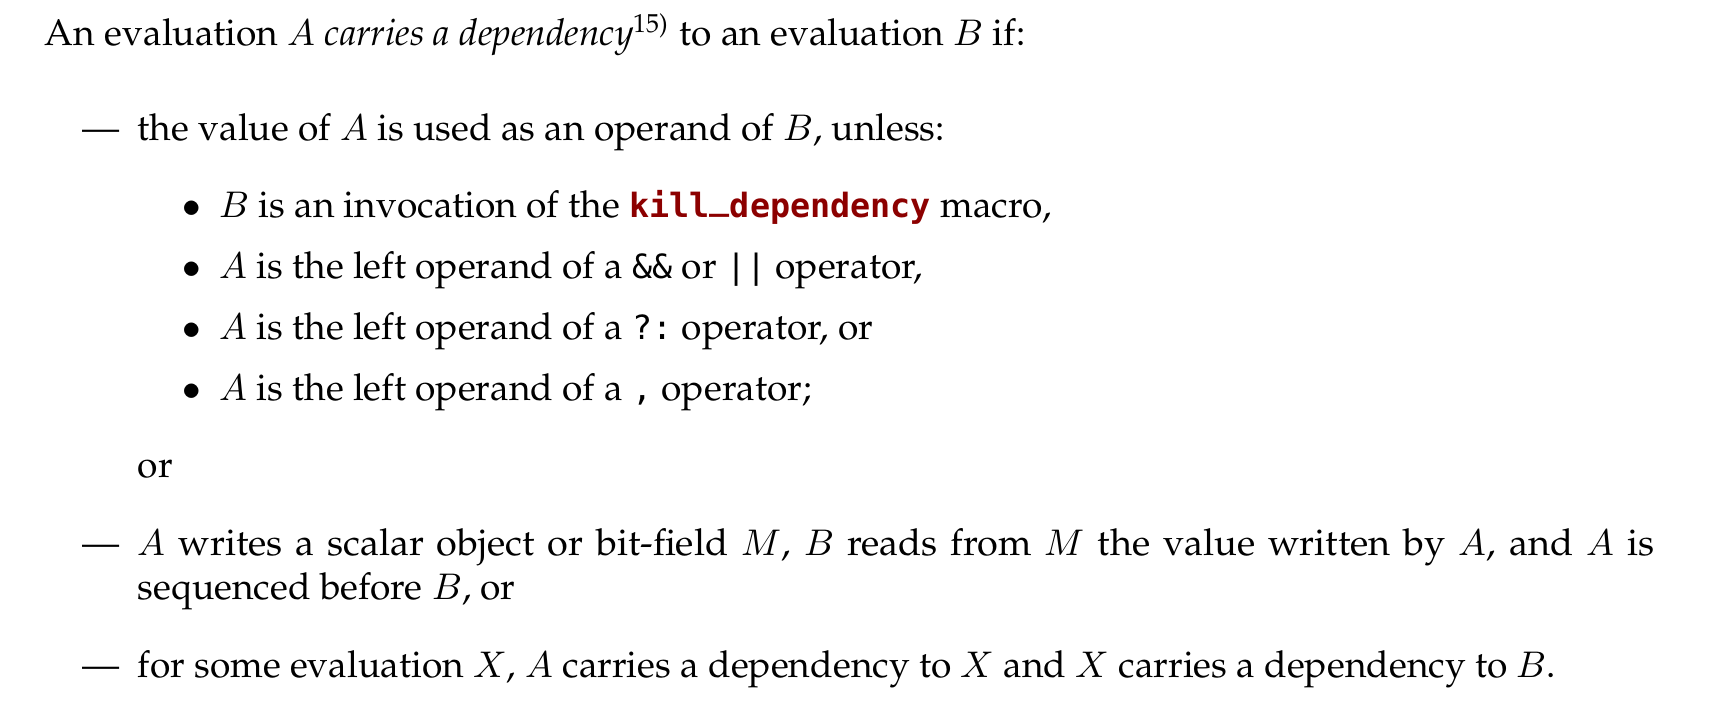 An evaluation A carries a dependency15) to an evaluation B if:
— the value of A is used as an operand of B, unless:
• B is an invocation of the kill_dependency macro,
• A is the left operand of a && or || operator,
• A is the left operand of a ?: operator, or
• A is the left operand of a , operator;
or
— A writes a scalar object or bit-field M, B reads from M the value written by A, and A is
sequenced before B, or
— for some evaluation X, A carries a dependency to X and X carries a dependency to B.